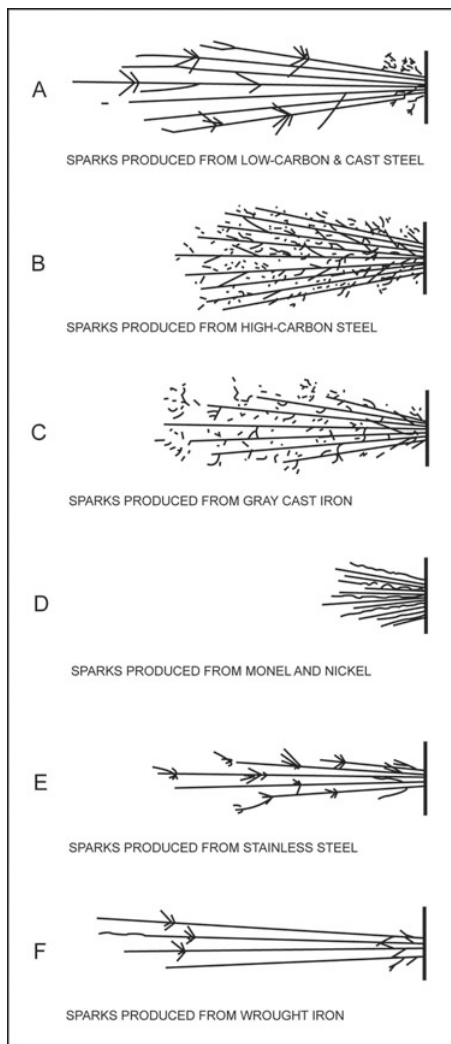 A
SPARKS PRODUCED FROM LOW-CARBON & CAST STEEL
B
SPARKS PRODUCED FROM HIGH-CARBON STEEL
C
SPARKS PRODUCED FROM GRAY CAST IRON
D
SPARKS PRODUCED FROM MONEL AND NICKEL
E
SPARKS PRODUCED FROM STAINLESS STEEL
F
SPARKS PRODUCED FROM WROUGHT IRON